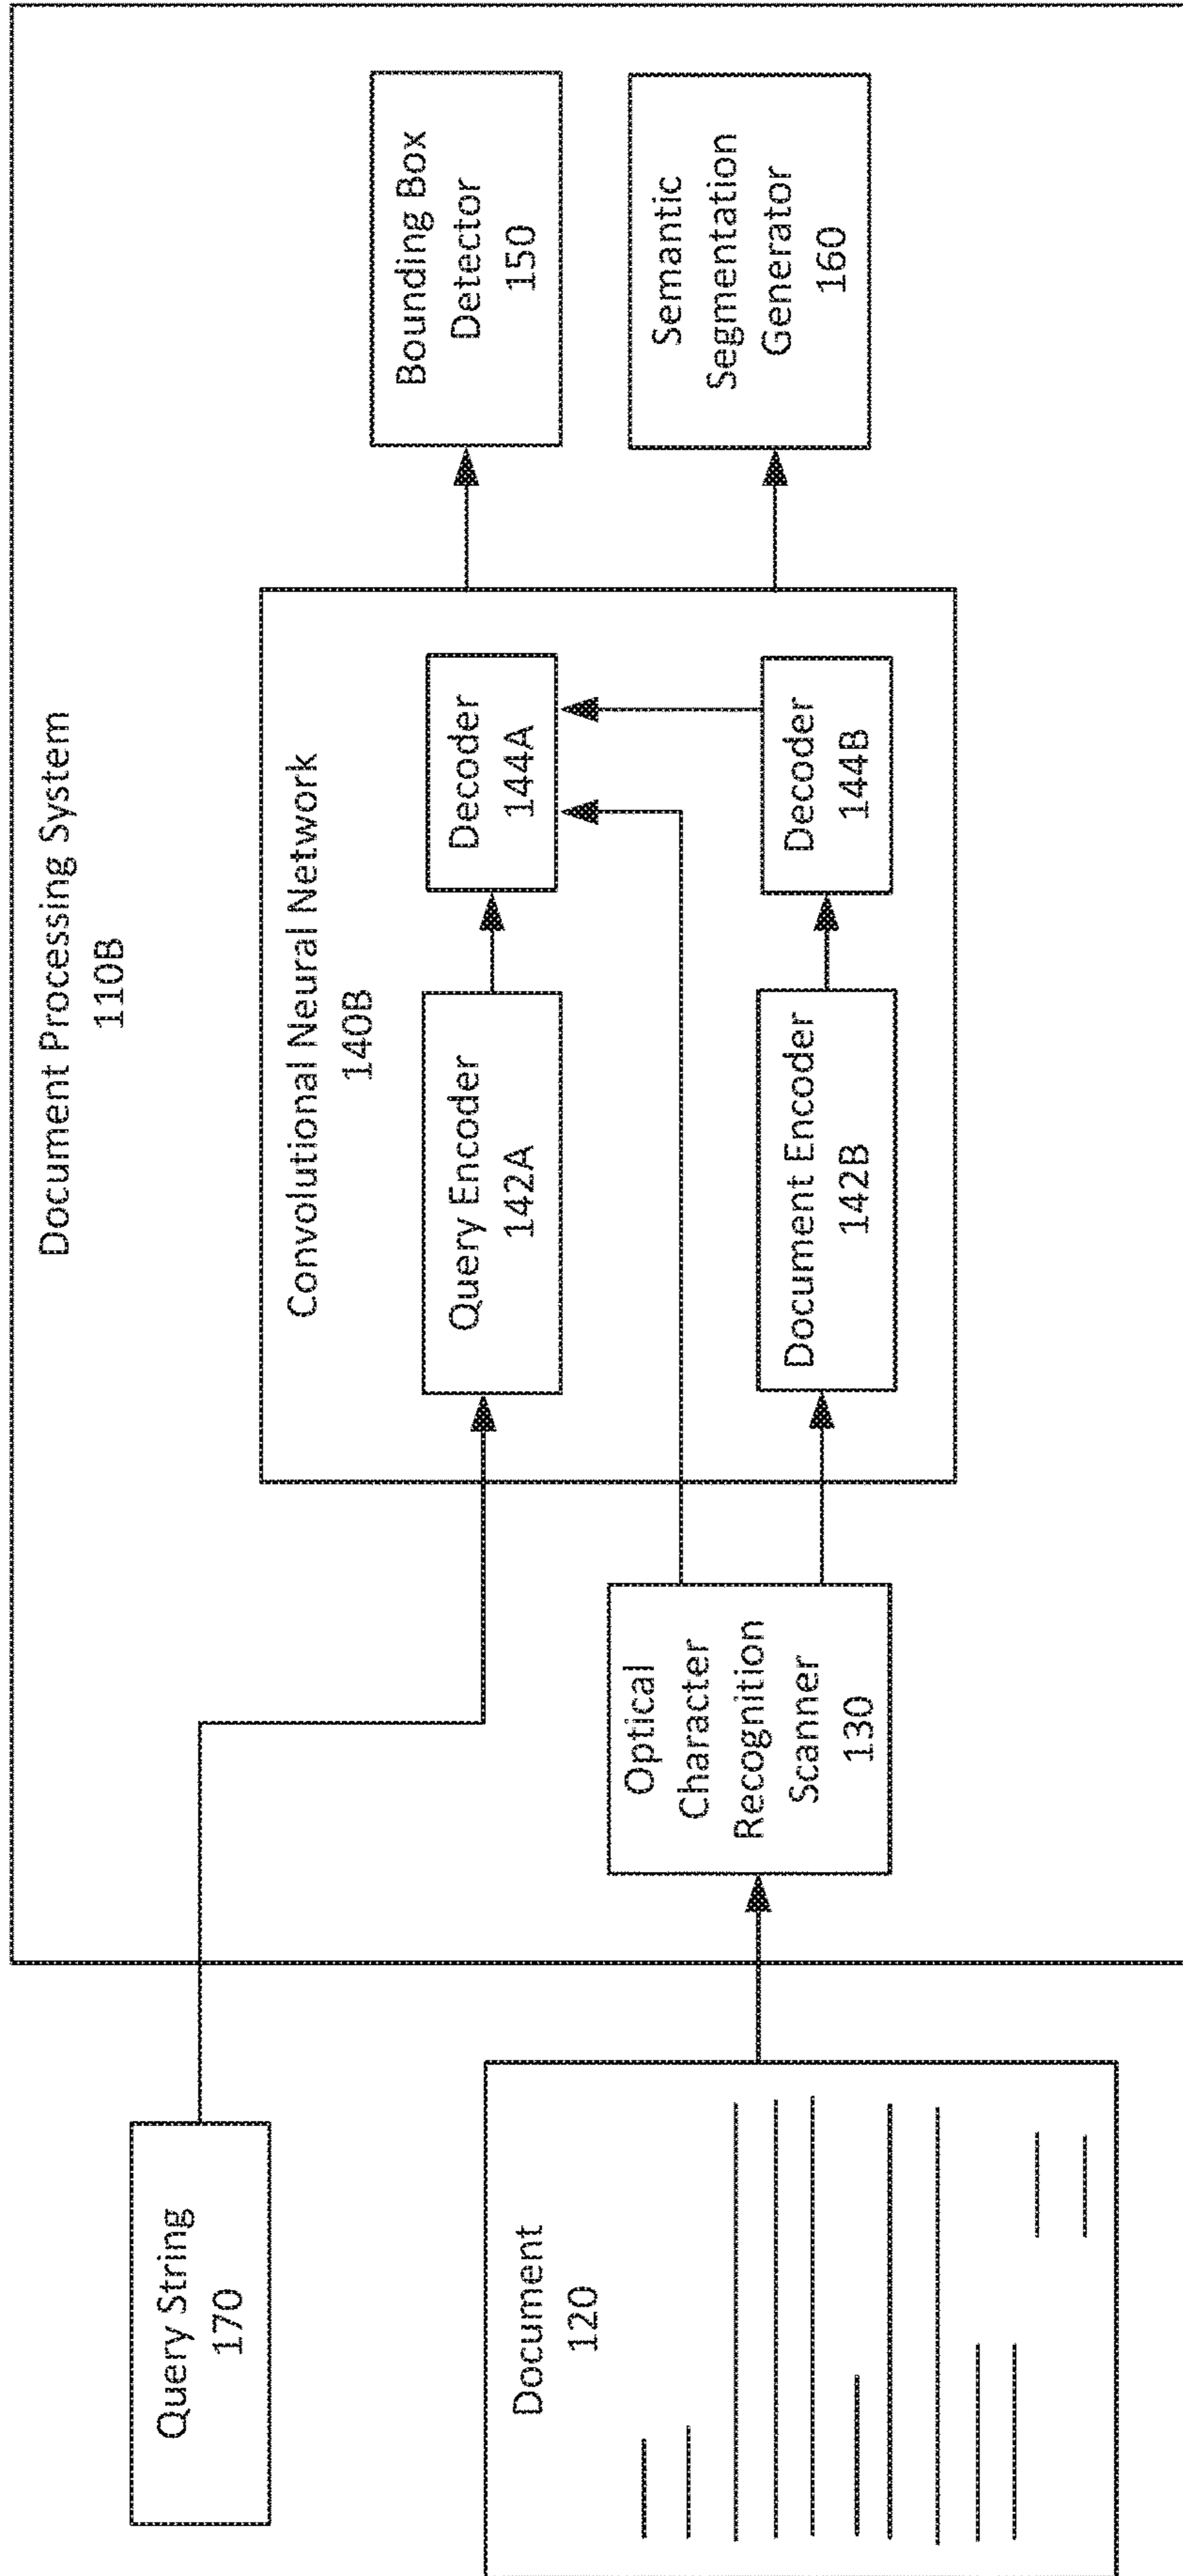 Document Processing System
110B
Query String
170
Document
120
Optical
Character
Recognition
Scanner
130
Convolutional Neural Network
140B
Query Encoder
142A
Decoder
144A
Document Encoder
142B
Decoder
144B
Bounding Box
Detector
150
Semantic
Segmentation
Generator
160